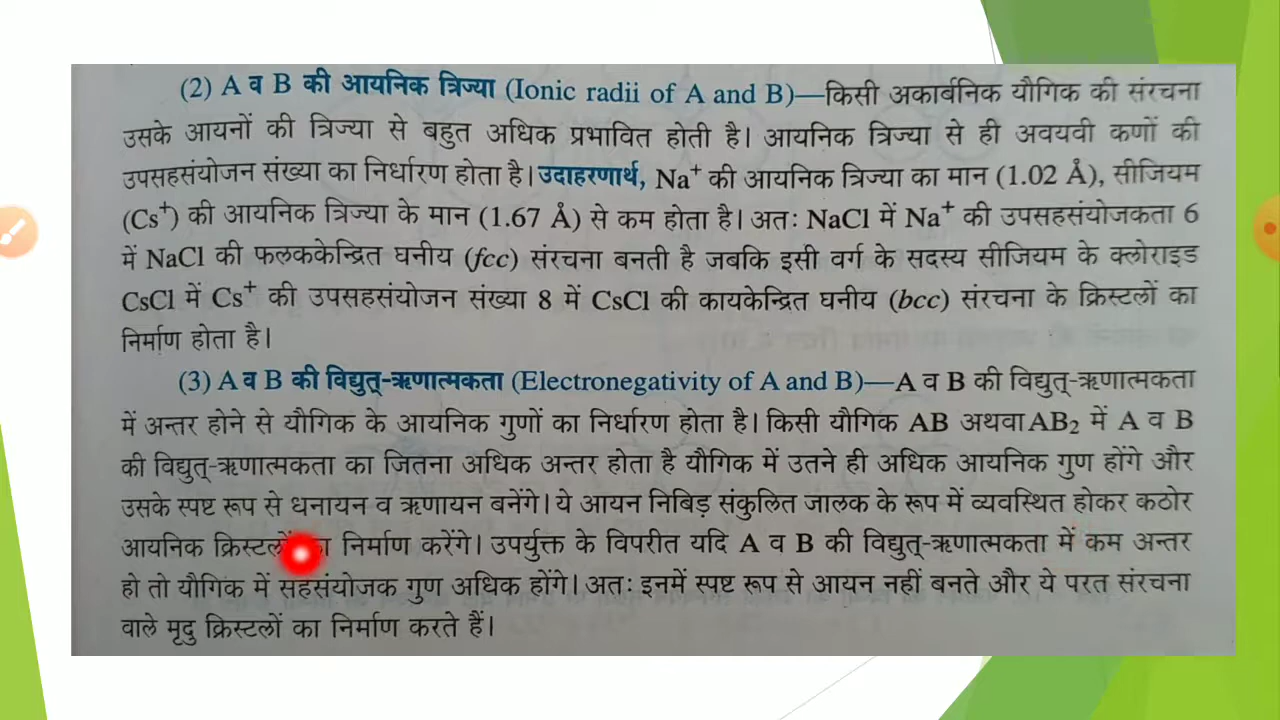 (2) A व B की आयनिक त्रिज्या (Ionic radii of A and B)—किसी अकार्बनिक यौगिक की संरचना
उसके आयनों की त्रिज्या से बहुत अधिक प्रभावित होती है। आयनिक त्रिज्या से ही अवयवी कणों की
उपसहसंयोजन संख्या का निर्धारण होता है। उदाहरणार्थ, Na⁺ की आयनिक त्रिज्या का मान (1.02 Å), सीजियम
(Cs⁺) की आयनिक त्रिज्या के मान (1.67 Å) से कम होता है। अतः NaCl में Na⁺ की उपसहसंयोजकता 6
में NaCl की फलककेन्द्रित घनीय (fcc) संरचना बनती है जबकि इसी वर्ग के सदस्य सीजियम के क्लोराइड
CsCl में Cs⁺ की उपसहसंयोजन संख्या 8 में CsCl की कायकेन्द्रित घनीय (bcc) संरचना के क्रिस्टलों का
निर्माण होता है।
(3) A व B की विद्युत्-ऋणात्मकता (Electronegativity of A and B)—A व B की विद्युत्-ऋणात्मकता
में अन्तर होने से यौगिक के आयनिक गुणों का निर्धारण होता है। किसी यौगिक AB अथवा AB₂ में A व B
की विद्युत्-ऋणात्मकता का जितना अधिक अन्तर होता है यौगिक में उतने ही अधिक आयनिक गुण होंगे और
उसके स्पष्ट रूप से धनायन व ऋणायन बनेंगे। ये आयन निबिड़ संकुलित जालक के रूप में व्यवस्थित होकर कठोर
आयनिक क्रिस्टलों का निर्माण करेंगे। उपर्युक्त के विपरीत यदि A व B की विद्युत्-ऋणात्मकता में कम अन्तर
हो तो यौगिक में सहसंयोजक गुण अधिक होंगे। अतः इनमें स्पष्ट रूप से आयन नहीं बनते और ये परत संरचना
वाले मृदु क्रिस्टलों का निर्माण करते हैं।